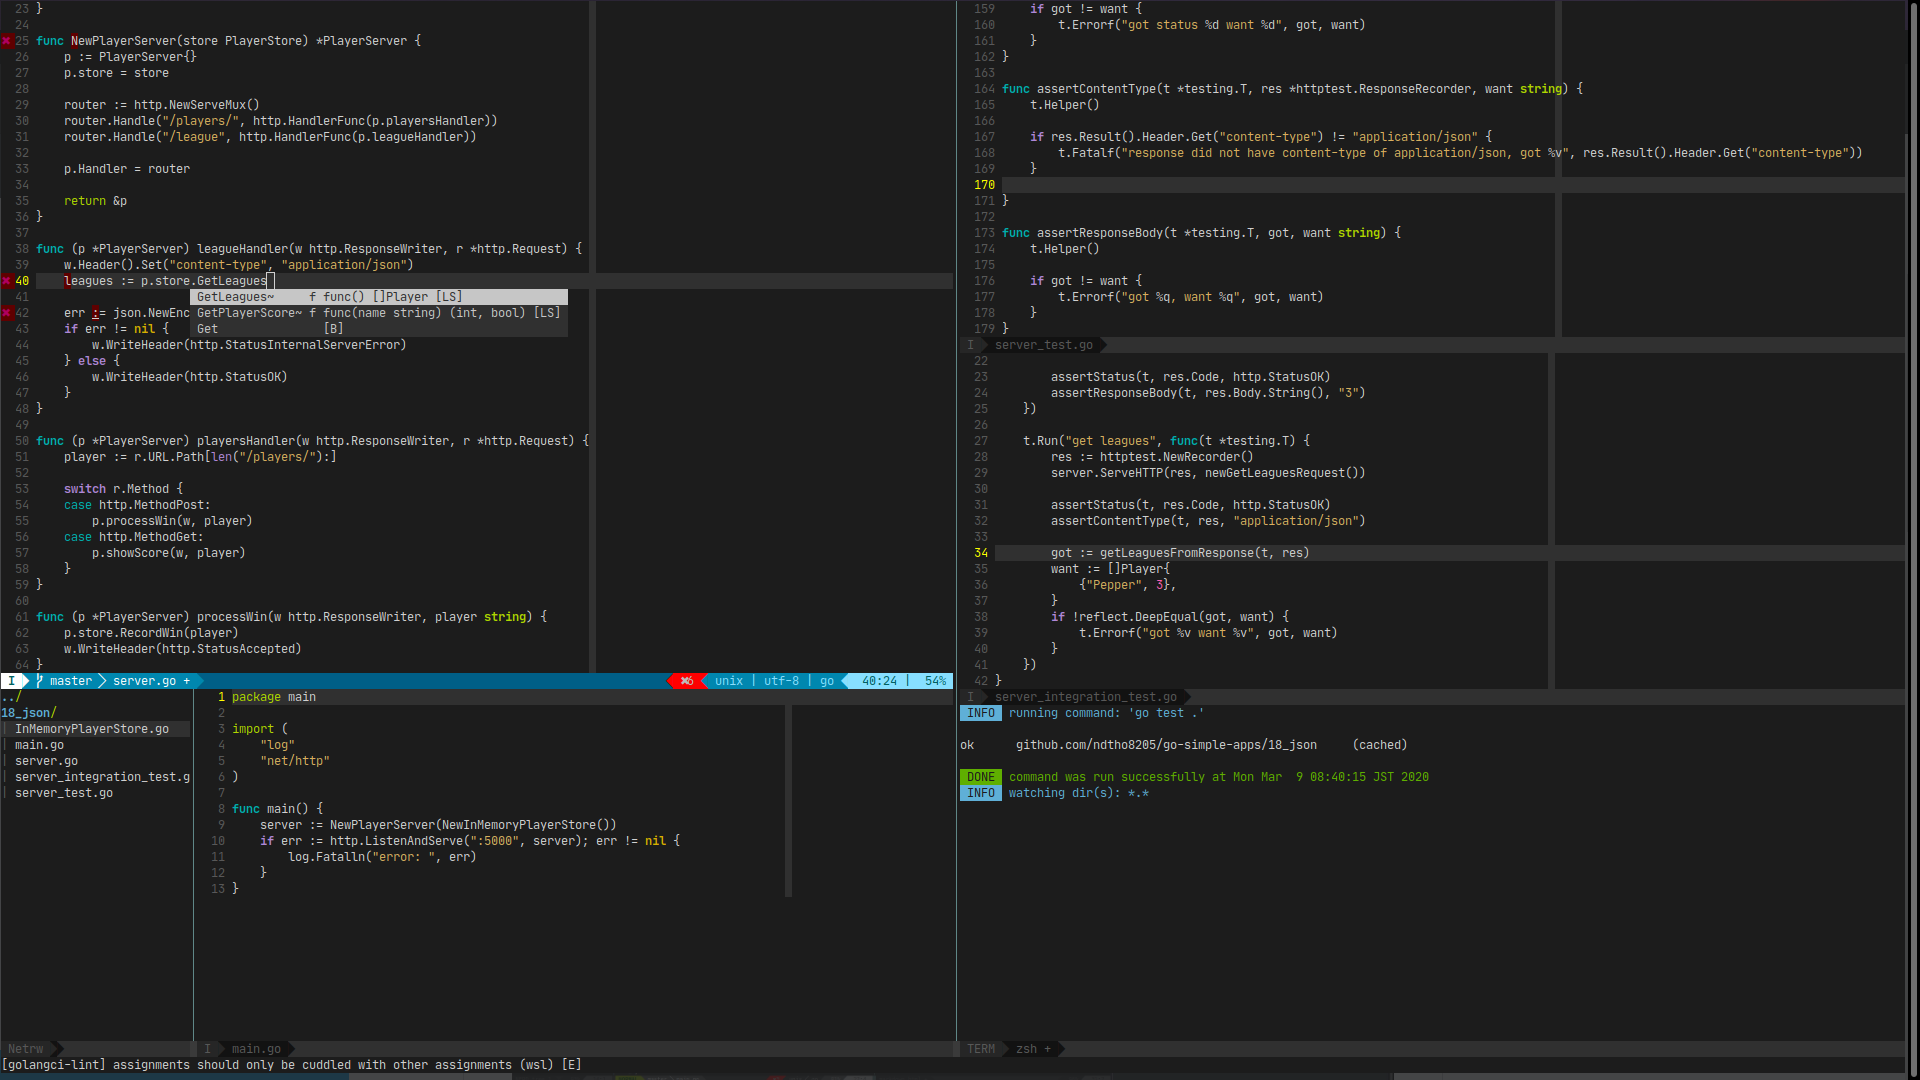 23 }
24
✖ 25 func NewPlayerServer(store PlayerStore) *PlayerServer {
26     p := PlayerServer{}
27     p.store = store
28
29     router := http.NewServeMux()
30     router.Handle("/players/", http.HandlerFunc(p.playersHandler))
31     router.Handle("/league", http.HandlerFunc(p.leagueHandler))
32
33     p.Handler = router
34
35     return &p
36 }
37
38 func (p *PlayerServer) leagueHandler(w http.ResponseWriter, r *http.Request) {
39     w.Header().Set("content-type", "application/json")
✖ 40     leagues := p.store.GetLeagues
41     GetLeagues~     f func() []Player [LS]
✖ 42     err := json.NewEnc GetPlayerScore~ f func(name string) (int, bool) [LS]
43     if err != nil {    Get               [B]
44         w.WriteHeader(http.StatusInternalServerError)
45     } else {
46         w.WriteHeader(http.StatusOK)
47     }
48 }
49
50 func (p *PlayerServer) playersHandler(w http.ResponseWriter, r *http.Request) {
51     player := r.URL.Path[len("/players/"):]
52
53     switch r.Method {
54     case http.MethodPost:
55         p.processWin(w, player)
56     case http.MethodGet:
57         p.showScore(w, player)
58     }
59 }
60
61 func (p *PlayerServer) processWin(w http.ResponseWriter, player string) {
62     p.store.RecordWin(player)
63     w.WriteHeader(http.StatusAccepted)
64 }
I master server.go + ⌘6 unix | utf-8 | go 40:24 | 54%
../
18_json/
| InMemoryPlayerStore.go
| main.go
| server.go
| server_integration_test.g
| server_test.go
1 package main
2
3 import (
4     "log"
5     "net/http"
6 )
7
8 func main() {
9     server := NewPlayerServer(NewInMemoryPlayerStore())
10     if err := http.ListenAndServe(":5000", server); err != nil {
11         log.Fatalln("error: ", err)
12     }
13 }
Netrw
I main.go
159     if got != want {
160         t.Errorf("got status %d want %d", got, want)
161     }
162 }
163
164 func assertContentType(t *testing.T, res *httptest.ResponseRecorder, want string) {
165     t.Helper()
166
167     if res.Result().Header.Get("content-type") != "application/json" {
168         t.Fatalf("response did not have content-type of application/json, got %v", res.Result().Header.Get("content-type"))
169     }
170
171 }
172
173 func assertResponseBody(t *testing.T, got, want string) {
174     t.Helper()
175
176     if got != want {
177         t.Errorf("got %q, want %q", got, want)
178     }
179 }
I server_test.go
22
23         assertStatus(t, res.Code, http.StatusOK)
24         assertResponseBody(t, res.Body.String(), "3")
25     })
26
27     t.Run("get leagues", func(t *testing.T) {
28         res := httptest.NewRecorder()
29         server.ServeHTTP(res, newGetLeaguesRequest())
30
31         assertStatus(t, res.Code, http.StatusOK)
32         assertContentType(t, res, "application/json")
33
34         got := getLeaguesFromResponse(t, res)
35         want := []Player{
36             {"Pepper", 3},
37         }
38         if !reflect.DeepEqual(got, want) {
39             t.Errorf("got %v want %v", got, want)
40         }
41     })
42 }
I server_integration_test.go
INFO running command: 'go test .'
ok      github.com/ndtho8205/go-simple-apps/18_json     (cached)
DONE command was run successfully at Mon Mar  9 08:40:15 JST 2020
INFO watching dir(s): *.*
TERM zsh +
[golangci-lint] assignments should only be cuddled with other assignments (wsl) [E]